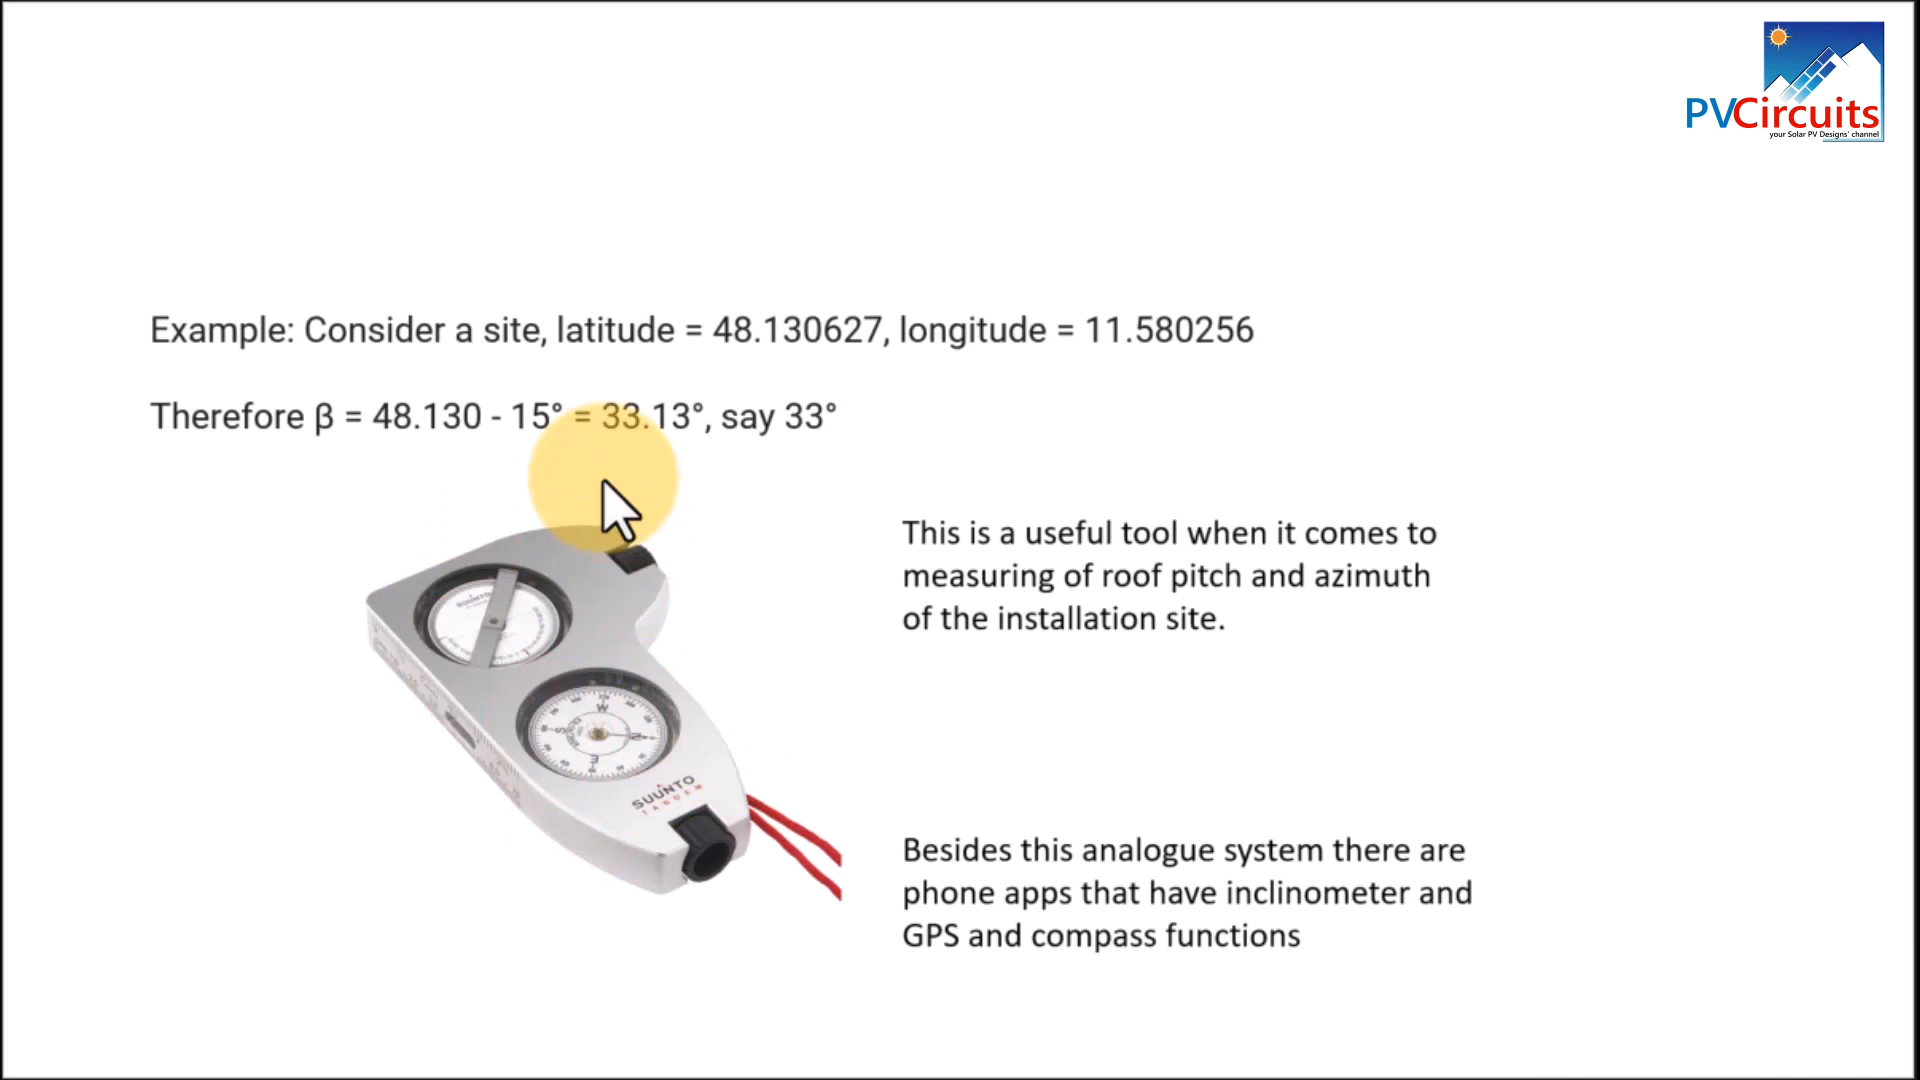 PVCircuits
your Solar PV Designs' channel
Example: Consider a site, latitude = 48.130627, longitude = 11.580256
Therefore β = 48.130 - 15° = 33.13°, say 33°
This is a useful tool when it comes to
measuring of roof pitch and azimuth
of the installation site.
SUUNTO
W
S
N
E
SUUNTO
TANDEM
Besides this analogue system there are
phone apps that have inclinometer and
GPS and compass functions